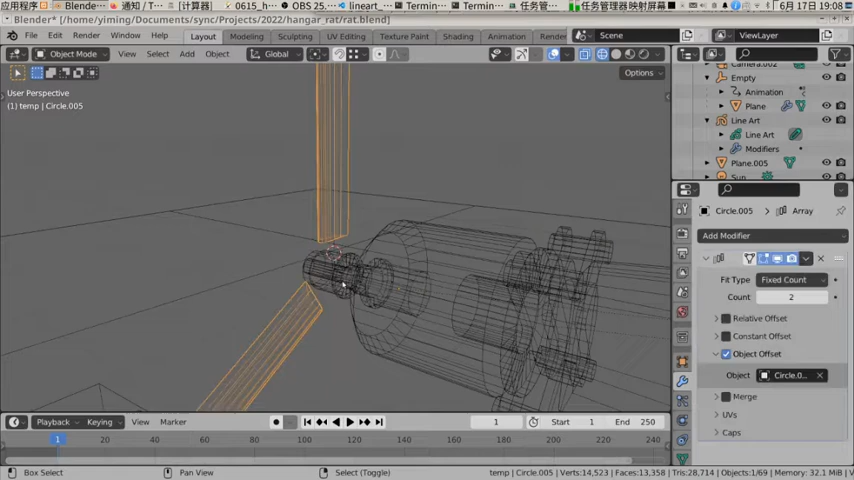 应用程序 Blende... 通知 / T... [计算器] 0615_h... OBS 25.... lineart_... Termin... Termin... 任务管... 任务管理器映射屏幕 6月17日 19:08
Blender* [/home/yiming/Documents/sync/Projects/2022/hangar_rat/rat.blend]
File Edit Render Window Help Layout Modeling Sculpting UV Editing Texture Paint Shading Animation Render Scene ViewLayer
Object Mode View Select Add Object Global
Options
User Perspective
(1) temp | Circle.005
Camera.002
Empty
Animation
Plane
Line Art
Line Art
Modifiers
Plane.005
Sun
Circle.005 Array
Add Modifier
Fit Type Fixed Count
Count 2
Relative Offset
Constant Offset
Object Offset
Object Circle.0...
Merge
UVs
Caps
Playback Keying View Marker 1 Start 1 End 250
1 20 40 60 80 100 120 140 160 180 200 220 240
Box Select Pan View Select (Toggle) temp | Circle.005 | Verts:14,523 | Faces:13,358 | Tris:28,714 | Objects:1/69 | Memory: 32.1 MiB